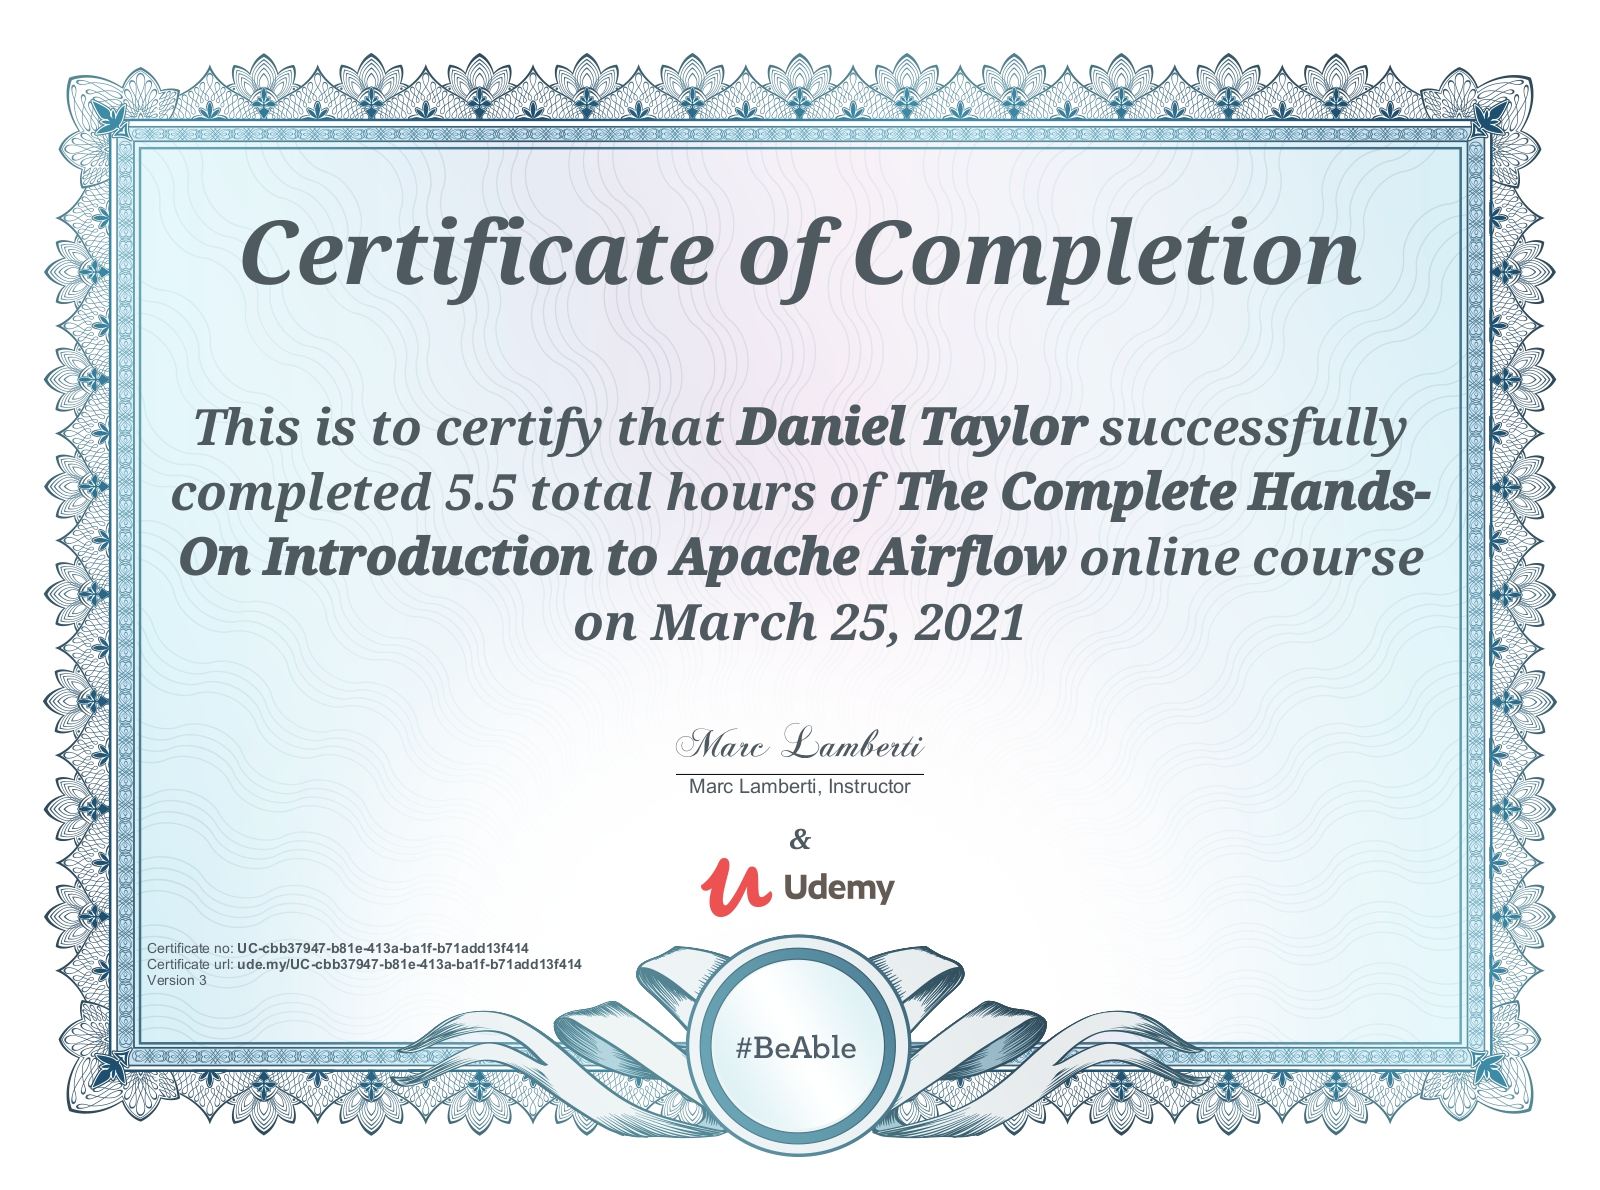 Certificate of Completion
This is to certify that Daniel Taylor successfully
completed 5.5 total hours of The Complete Hands-
On Introduction to Apache Airflow online course
on March 25, 2021
Marc Lamberti
Marc Lamberti, Instructor
&
Udemy
Certificate no: UC-cbb37947-b81e-413a-ba1f-b71add13f414
Certificate url: ude.my/UC-cbb37947-b81e-413a-ba1f-b71add13f414
Version 3
#BeAble